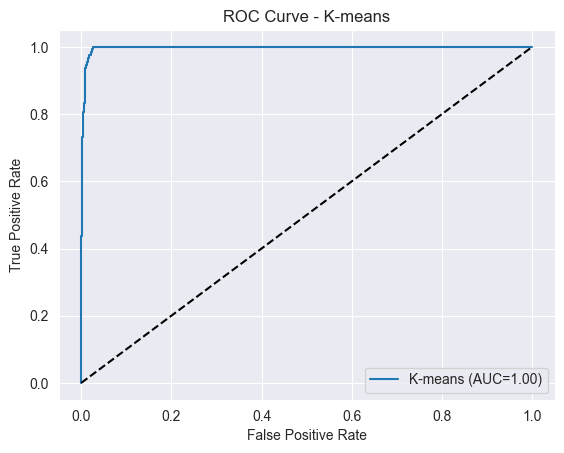 ROC Curve - K-means
True Positive Rate
1.0
0.8
0.6
0.4
0.2
0.0
K-means (AUC=1.00)
0.0 0.2 0.4 0.6 0.8 1.0
False Positive Rate